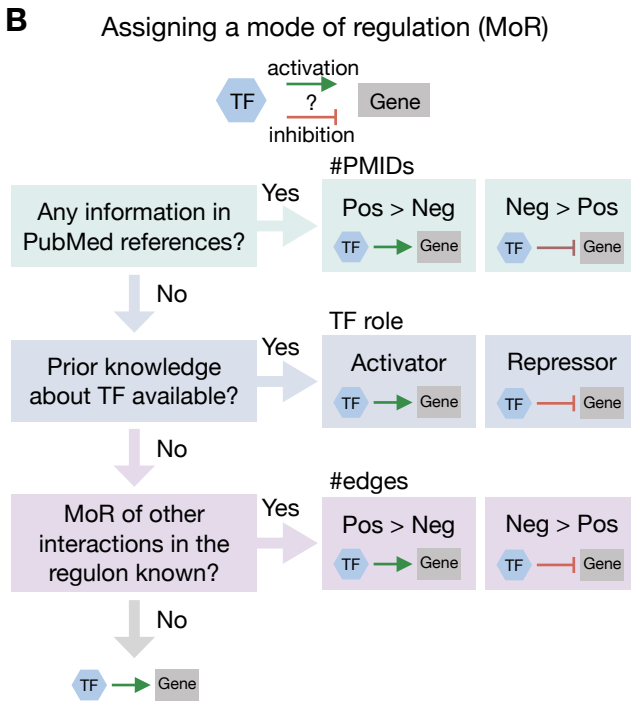 B
Assigning a mode of regulation (MoR)
activation
TF
?
Gene
inhibition
#PMIDs
Any information in
PubMed references?
Yes
Pos > Neg
TF
Gene
Neg > Pos
TF
Gene
No
TF role
Prior knowledge
about TF available?
Yes
Activator
TF
Gene
Repressor
TF
Gene
No
#edges
MoR of other
interactions in the
regulon known?
Yes
Pos > Neg
TF
Gene
Neg > Pos
TF
Gene
No
TF
Gene